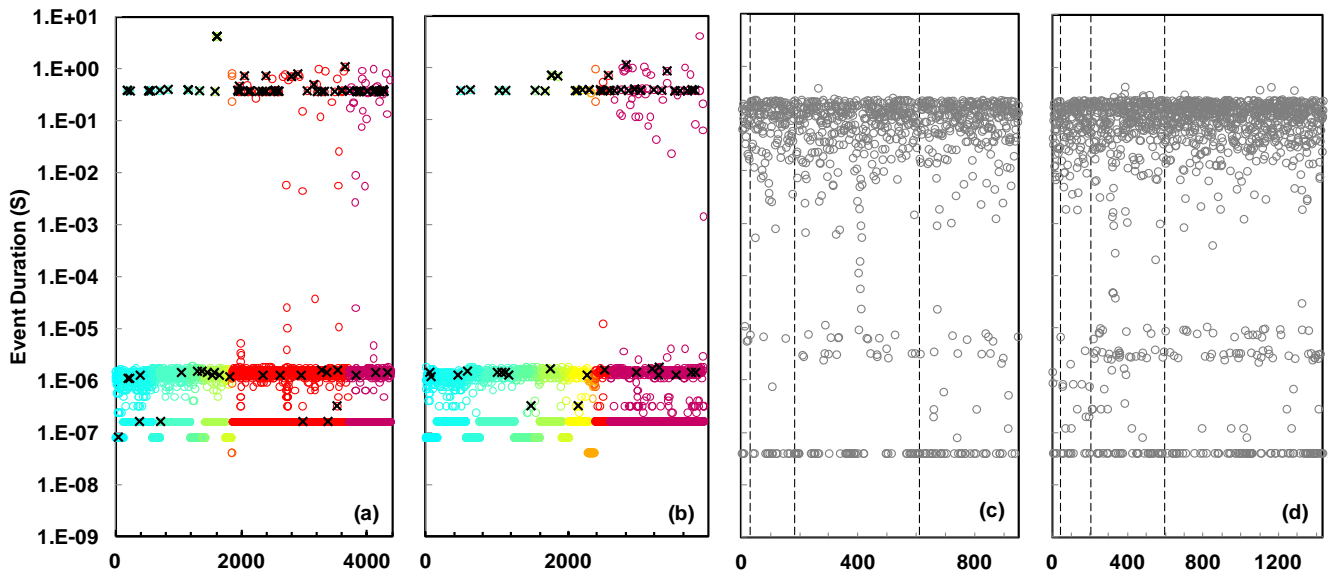 1.E+01
1.E+00
1.E-01
1.E-02
1.E-03
1.E-04
1.E-05
1.E-06
1.E-07
1.E-08
1.E-09
Event Duration (S)
(a)
(b)
(c)
(d)
0 2000 4000
0 2000
0 400 800
0 400 800 1200